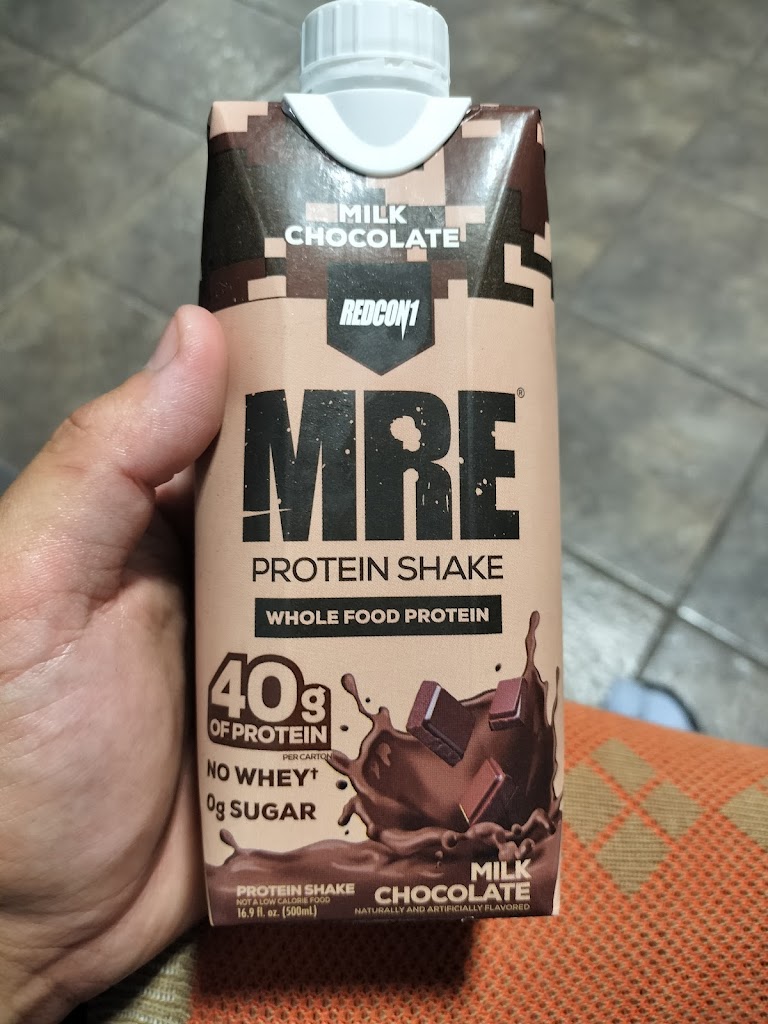 MILK
CHOCOLATE
REDCON1
MRE®
PROTEIN SHAKE
WHOLE FOOD PROTEIN
40g
OF PROTEIN
PER CARTON
NO WHEY†
0g SUGAR
MILK
CHOCOLATE
NATURALLY AND ARTIFICIALLY FLAVORED
PROTEIN SHAKE
NOT A LOW CALORIE FOOD
16.9 fl. oz. (500mL)